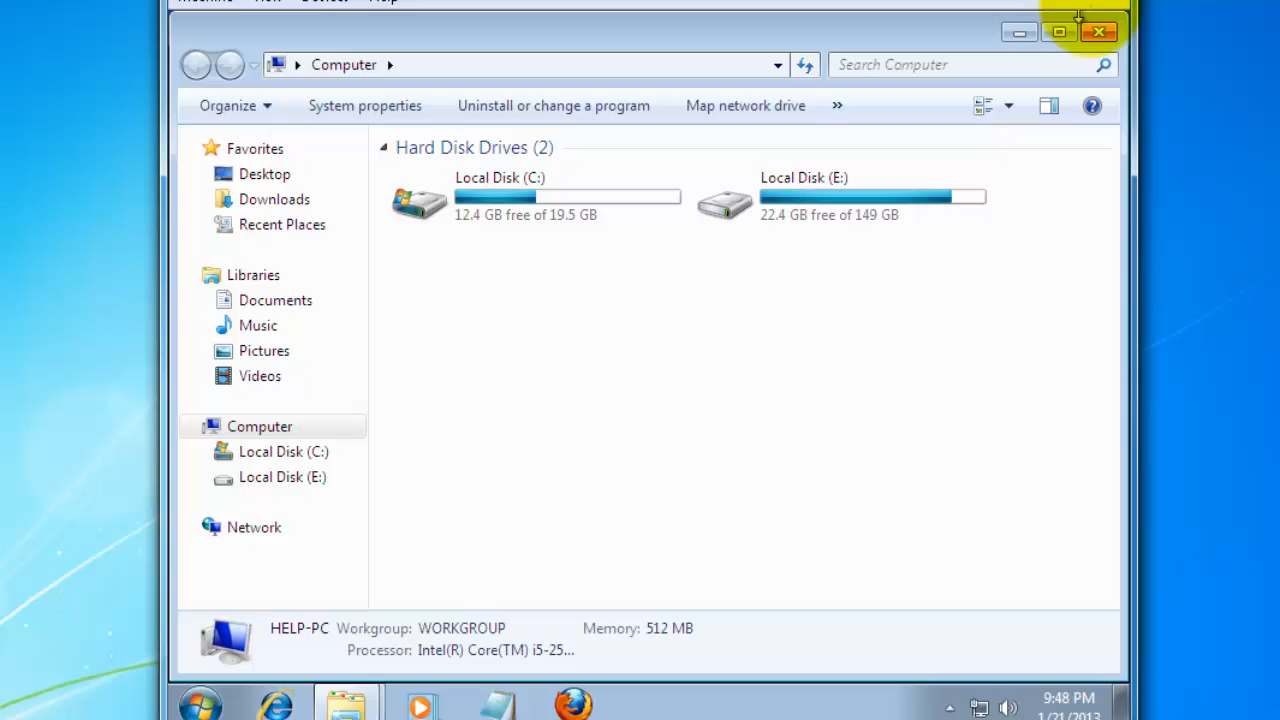 Machine View Devices Help
Computer
Search Computer
Organize System properties Uninstall or change a program Map network drive »
Favorites
Desktop
Downloads
Recent Places
Libraries
Documents
Music
Pictures
Videos
Computer
Local Disk (C:)
Local Disk (E:)
Network
Hard Disk Drives (2)
Local Disk (C:)
12.4 GB free of 19.5 GB
Local Disk (E:)
22.4 GB free of 149 GB
HELP-PC Workgroup: WORKGROUP Memory: 512 MB
Processor: Intel(R) Core(TM) i5-25...
9:48 PM
1/21/2013